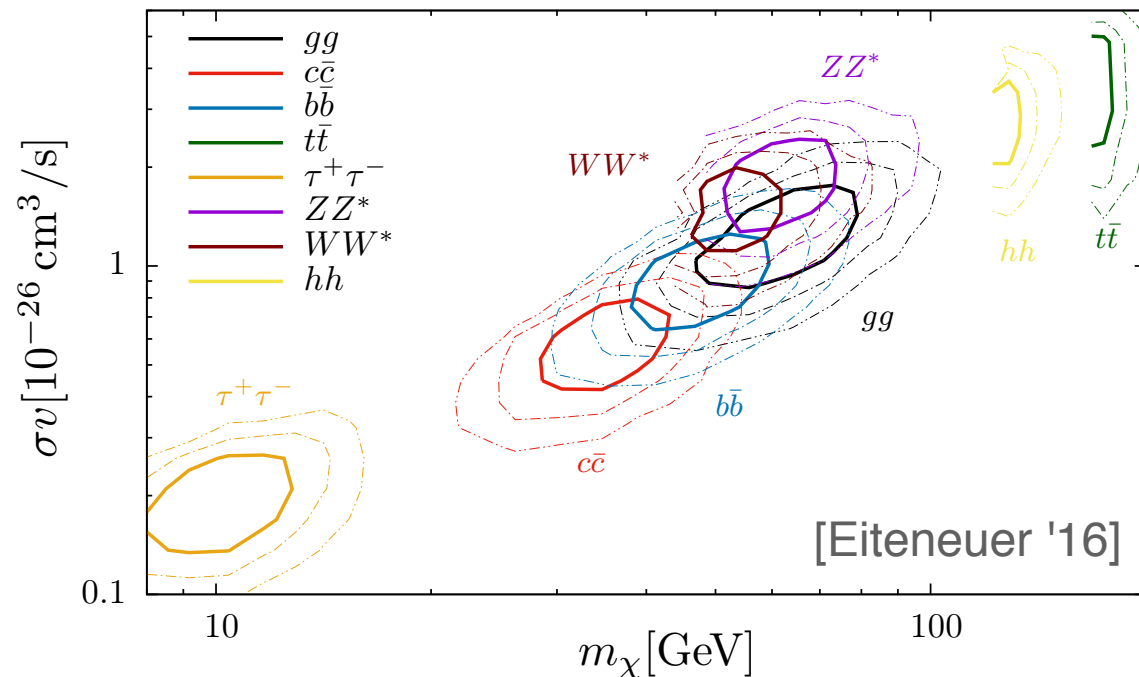 gg
cc̄
bb̄
tt̄
τ⁺τ⁻
ZZ*
WW*
hh
ZZ*
WW*
hh
tt̄
gg
bb̄
cc̄
τ⁺τ⁻
σv[10⁻²⁶ cm³/s]
1
0.1
[Eiteneuer '16]
10
100
mχ[GeV]